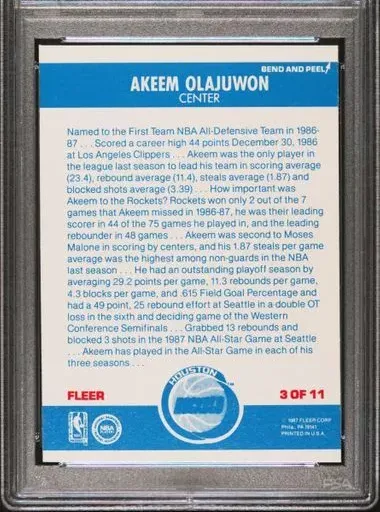 BEND AND PEEL
AKEEM OLAJUWON
CENTER
Named to the First Team NBA All-Defensive Team in 1986-
87 . . . Scored a career high 44 points December 30, 1986
at Los Angeles Clippers . . . Akeem was the only player in
the league last season to lead his team in scoring average
(23.4), rebound average (11.4), steals average (1.87) and
blocked shots average (3.39) . . . How important was
Akeem to the Rockets? Rockets won only 2 out of the 7
games that Akeem missed in 1986-87, he was their leading
scorer in 44 of the 75 games he played in, and the leading
rebounder in 48 games . . . Akeem was second to Moses
Malone in scoring by centers, and his 1.87 steals per game
average was the highest among non-guards in the NBA
last season . . . He had an outstanding playoff season by
averaging 29.2 points per game, 11.3 rebounds per game,
4.3 blocks per game, and .615 Field Goal Percentage and
had a 49 point, 25 rebound effort at Seattle in a double OT
loss in the sixth and deciding game of the Western
Conference Semifinals . . . Grabbed 13 rebounds and
blocked 3 shots in the 1987 NBA All-Star Game at Seattle
. . . Akeem has played in the All-Star Game in each of his
three seasons . . .
HOUSTON
FLEER
3 OF 11
© 1987 FLEER CORP.
Phila., PA 19141
PRINTED IN U.S.A.
NBA
PSA